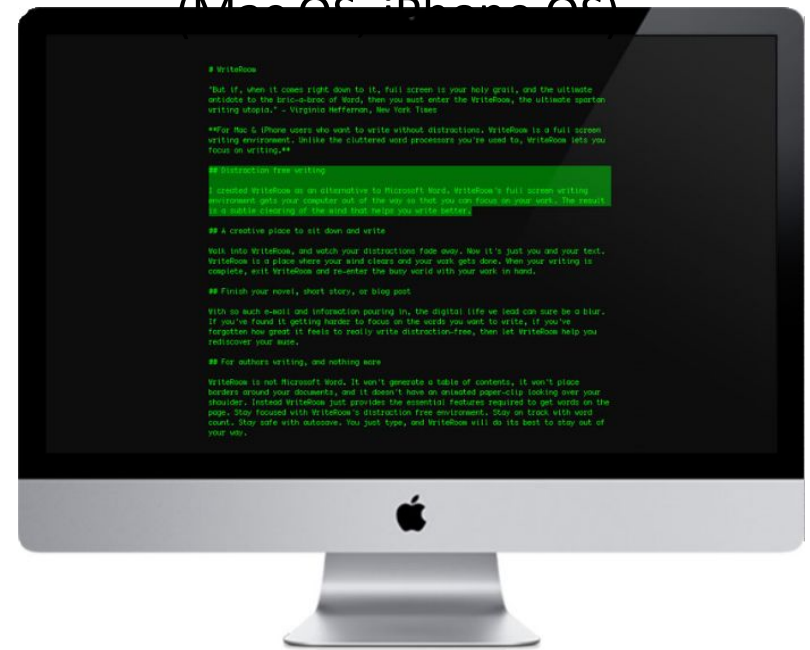 (Mac OS, iPhone OS)
# WriteRoom
"But if, when it comes right down to it, full screen is your holy grail, and the ultimate
antidote to the bric-a-brac of Word, then you must enter the WriteRoom, the ultimate spartan
writing utopia." - Virginia Heffernan, New York Times
**For Mac & iPhone users who want to write without distractions. WriteRoom is a full screen
writing environment. Unlike the cluttered word processors you're used to, WriteRoom lets you
focus on writing.**
## Distraction free writing
I created WriteRoom as an alternative to Microsoft Word. WriteRoom's full screen writing
environment gets your computer out of the way so that you can focus on your work. The result
is a subtle clearing of the mind that helps you write better.
## A creative place to sit down and write
Walk into WriteRoom, and watch your distractions fade away. Now it's just you and your text.
WriteRoom is a place where your mind clears and your work gets done. When your writing is
complete, exit WriteRoom and re-enter the busy world with your work in hand.
## Finish your novel, short story, or blog post
With so much e-mail and information pouring in, the digital life we lead can sure be a blur.
If you've found it getting harder to focus on the words you want to write, if you've
forgotten how great it feels to really write distraction-free, then let WriteRoom help you
rediscover your muse.
## For authors writing, and nothing more
WriteRoom is not Microsoft Word. It won't generate a table of contents, it won't place
borders around your documents, and it doesn't have an animated paper-clip looking over your
shoulder. Instead WriteRoom just provides the essential features required to get words on the
page. Stay focused with WriteRoom's distraction free environment. Stay on track with word
count. Stay safe with autosave. You just type, and WriteRoom will do its best to stay out of
your way.